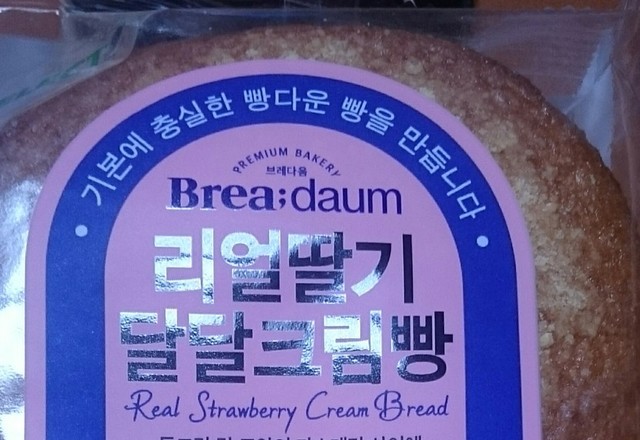 기본에 충실한 빵다운 빵을 만듭니다
PREMIUM BAKERY
브레다움
Brea;daum
리얼딸기
달달크림빵
Real Strawberry Cream Bread